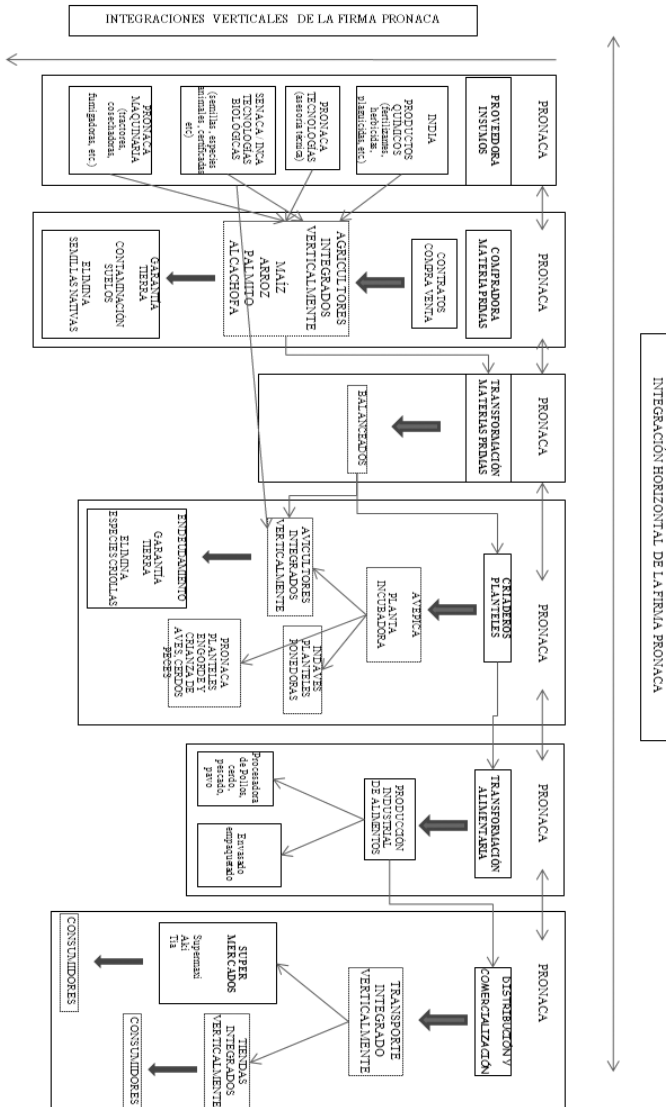 INTEGRACIONES VERTICALES DE LA FIRMA PRONACA
INTEGRACIÓN HORIZONTAL DE LA FIRMA PRONACA
PRONACA
PROVEEDORA
INSUMOS
INDIA
PRODUCTOS
QUIMICOS
(fertilizantes,
herbicidas,
plaguicidas, etc)
PRONACA
TECNOLOGÍAS
(asesoría técnica)
SENACA / INCA
TECNOLOGÍAS
BIOLOGICAS
(semillas, especies
animales, certificadas
etc)
PRONACA
MAQUINARIA
(tractores,
cosechadoras,
fumigadoras, etc)
PRONACA
COMPRADORA
MATERIA PRIMAS
CONTRATOS
COMPRA VENTA
AGRICULTORES
INTEGRADOS
VERTICALMENTE
MAÍZ
ARROZ
PALMITO
ALCACHOFA
GARANTÍA
TIERRA
CONTAMINACIÓN
SUELOS
ELIMINA
SEMILLAS NATIVAS
PRONACA
TRANSFORMACIÓN
MATERIAS PRIMAS
BALANCEADOS
PRONACA
CRIADEROS
PLANTELES
AVEPICA
PLANTA
INCUBADORA
AVICULTORES
INTEGRADOS
VERTICALMENTE
INDAVES
PLANTELES
PONEDORAS
PRONACA
PLANTELES
ENGORDE Y
CRIANZA DE
AVES, CERDOS
PECES
ENDEUDAMIENTO
GARANTÍA
TIERRA
ELIMINA
ESPECIES CRIOLLAS
PRONACA
TRANSFORMACIÓN
ALIMENTARIA
PRODUCCIÓN
INDUSTRIAL
DE ALIMENTOS
Procesadora
de Pollos,
cerdo,
pescado,
pavo
Envasado
empaquetado
PRONACA
DISTRIBUCIÓN Y
COMERCIALIZACIÓN
TRANSPORTE
INTEGRADO
VERTICALMENTE
SUPER
MERCADOS
Supermaxi
Aki
Tia
TIENDAS
INTEGRADOS
VERTICALMENTE
CONSUMIDORES
CONSUMIDORES